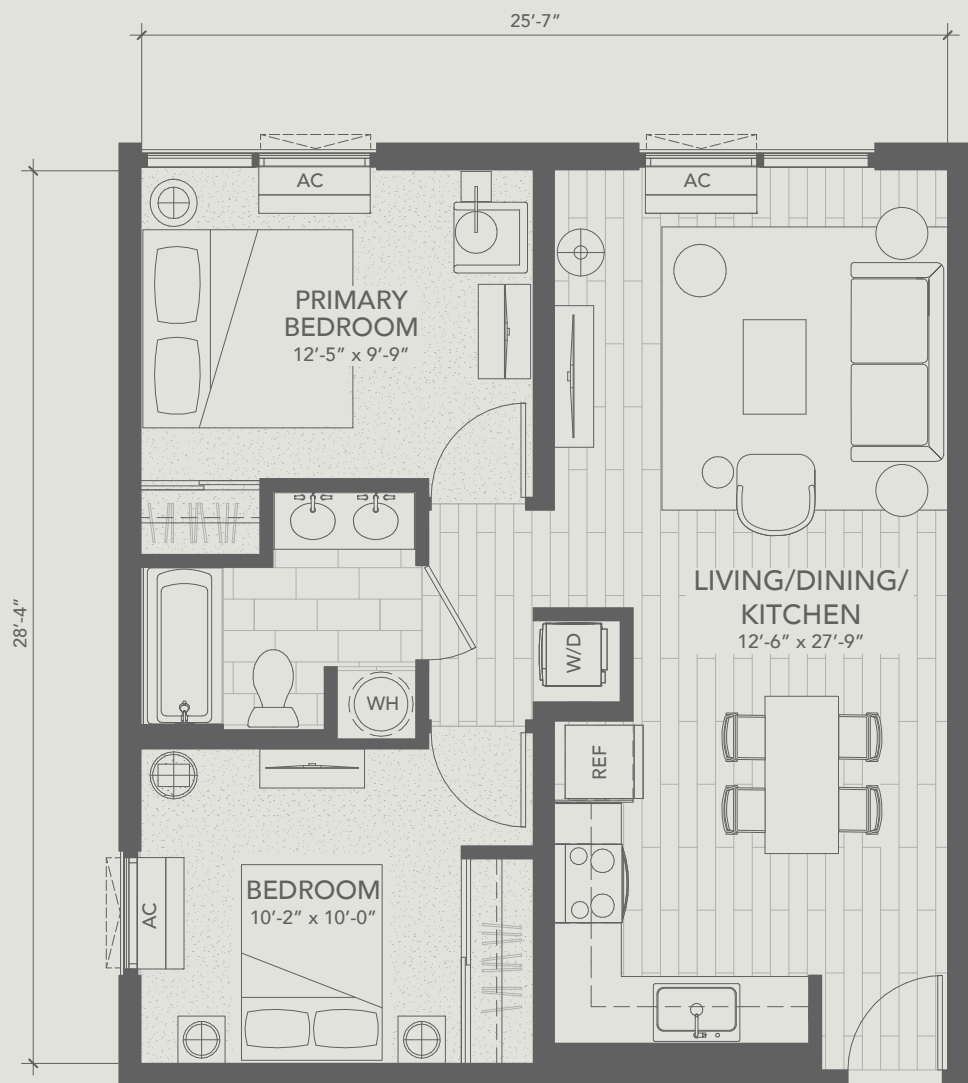 25’-7”
AC
AC
PRIMARY
BEDROOM
12’-5” x 9’-9”
28’-4”
LIVING/DINING/
KITCHEN
12’-6” x 27’-9”
W/D
WH
REF
BEDROOM
10’-2” x 10’-0”
AC